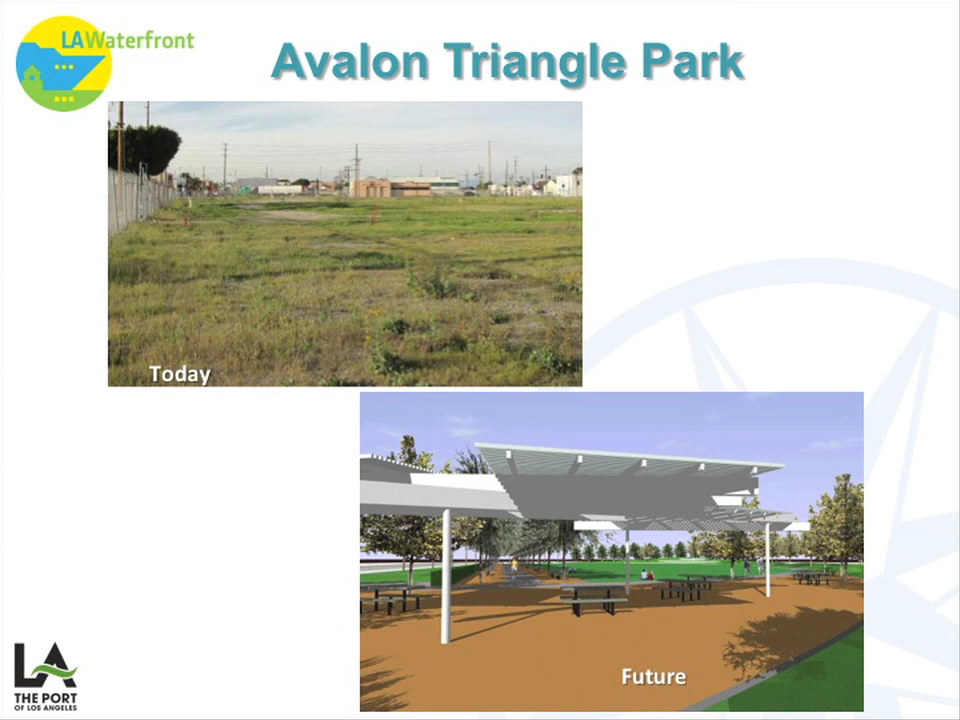 LAWaterfront
Avalon Triangle Park
Today
Future
LA
THE PORT
OF LOS ANGELES